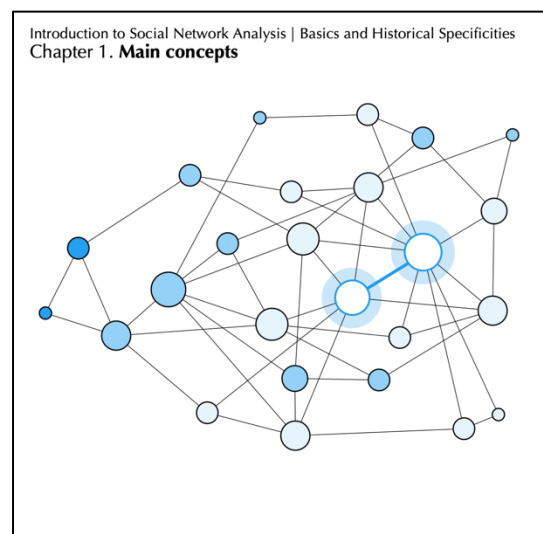 Introduction to Social Network Analysis | Basics and Historical Specificities
Chapter 1. Main concepts